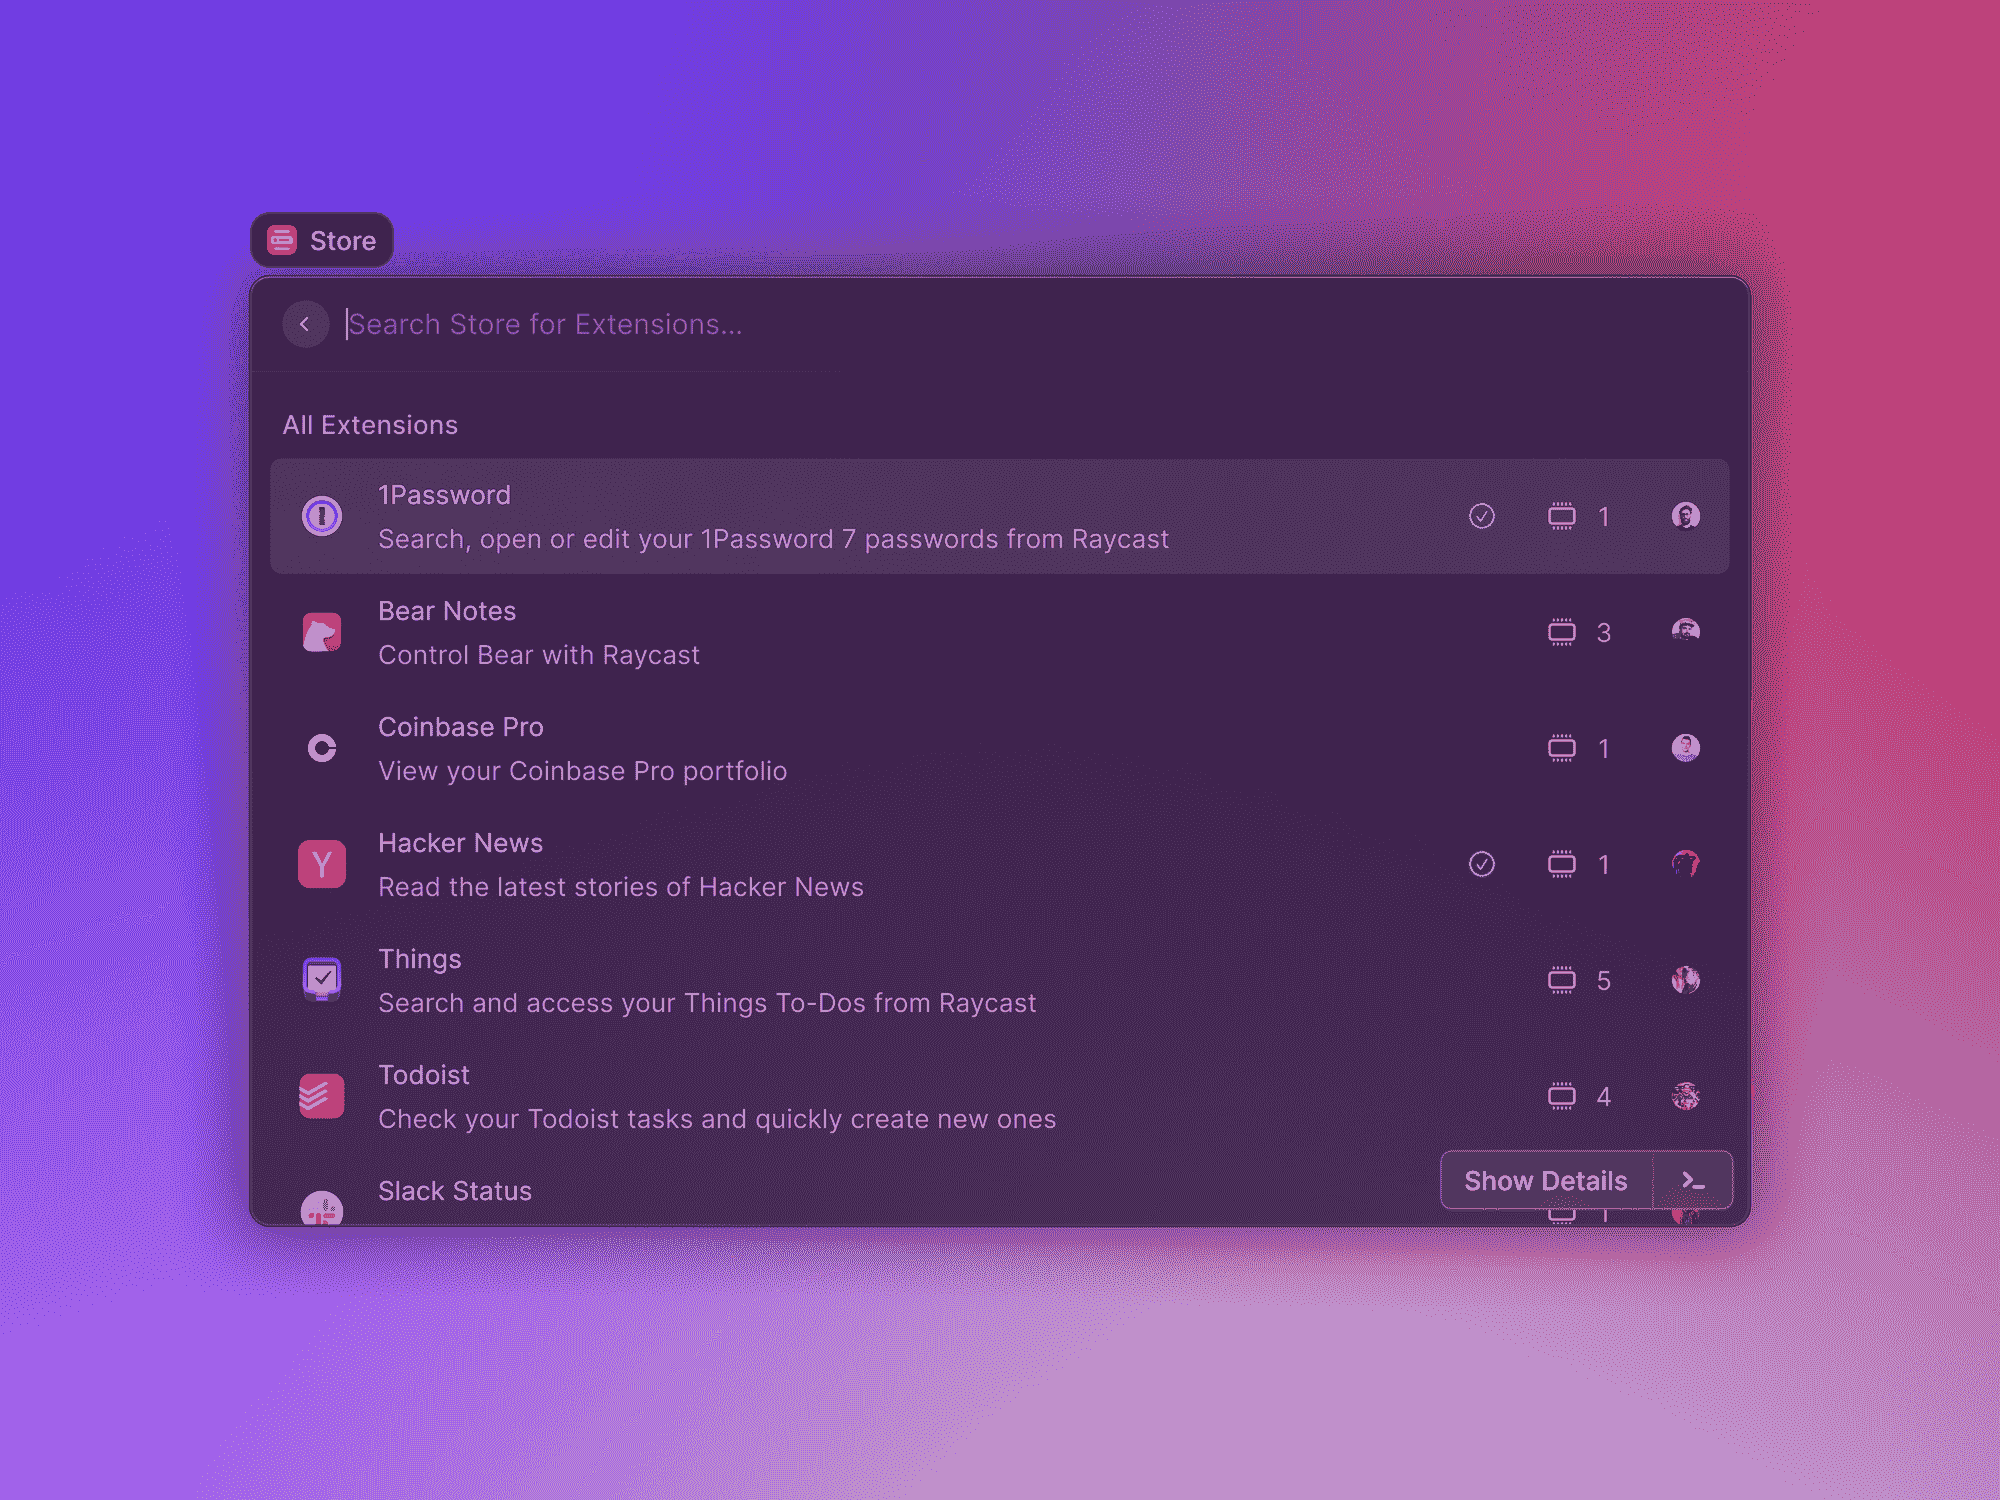 Store
Search Store for Extensions...
All Extensions
1Password
Search, open or edit your 1Password 7 passwords from Raycast
1
Bear Notes
Control Bear with Raycast
3
Coinbase Pro
View your Coinbase Pro portfolio
1
Y
Hacker News
Read the latest stories of Hacker News
1
Things
Search and access your Things To-Dos from Raycast
5
Todoist
Check your Todoist tasks and quickly create new ones
4
Slack Status
Show Details